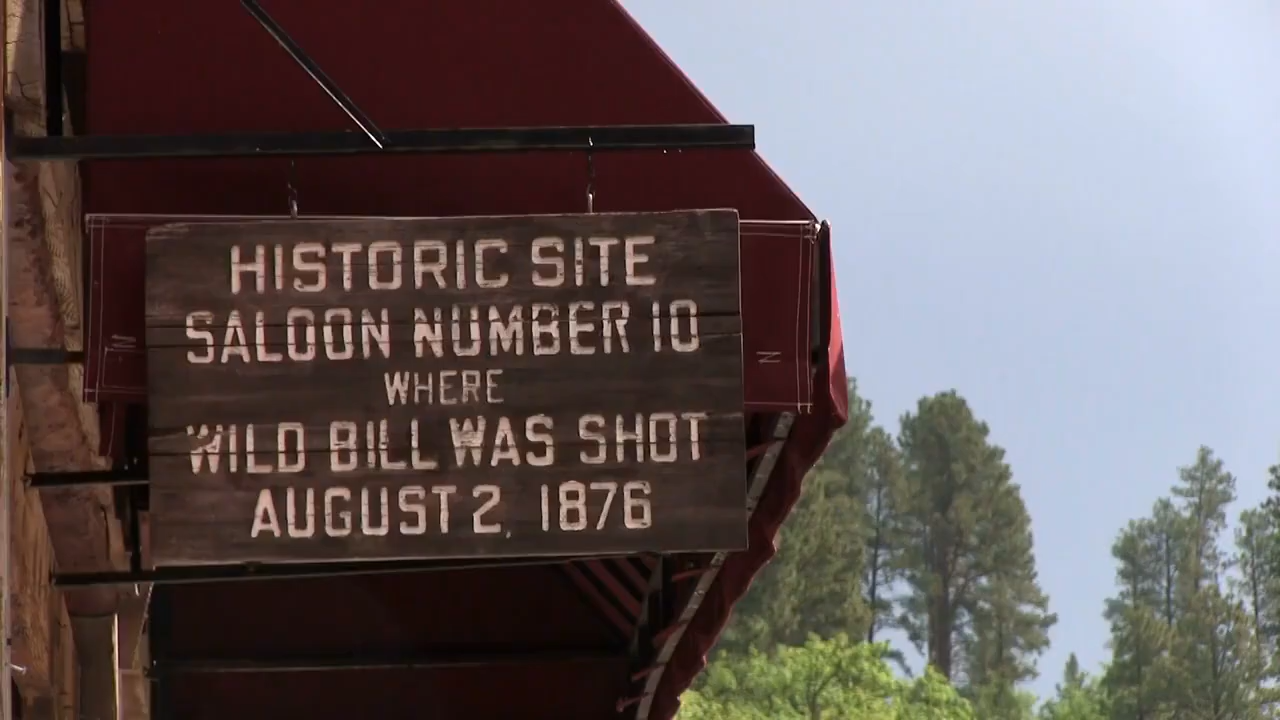 HISTORIC SITE
SALOON NUMBER 10
WHERE
WILD BILL WAS SHOT
AUGUST 2, 1876